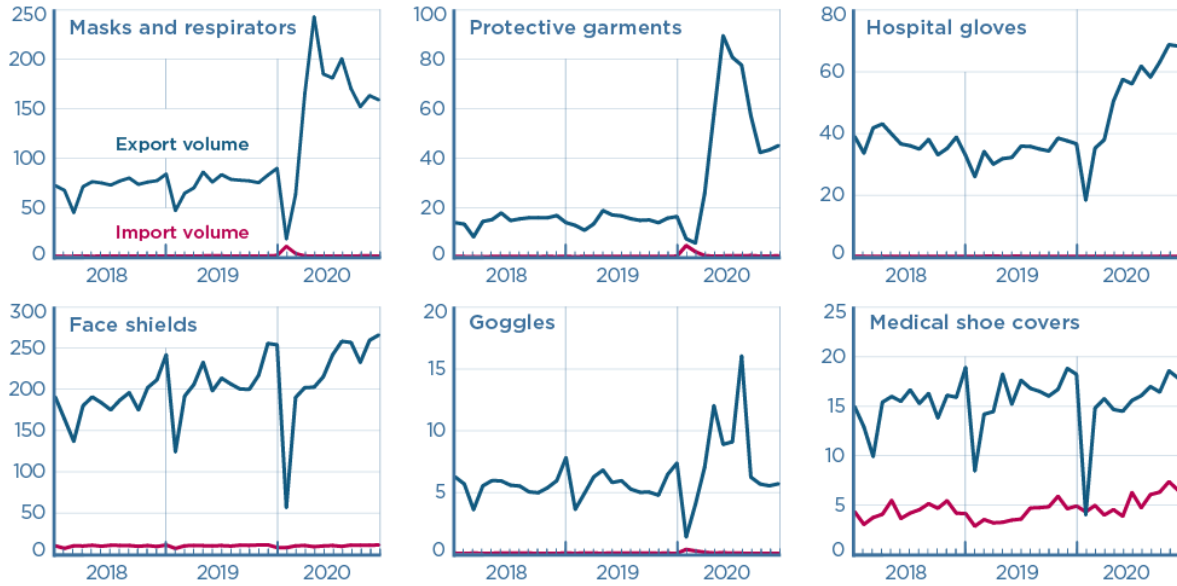 Masks and respirators
250
200
150
100
50
0
Export volume
Import volume
2018 2019 2020
Protective garments
100
80
60
40
20
0
2018 2019 2020
Hospital gloves
80
60
40
20
0
2018 2019 2020
Face shields
300
250
200
150
100
50
0
2018 2019 2020
Goggles
20
15
10
5
0
2018 2019 2020
Medical shoe covers
25
20
15
10
5
0
2018 2019 2020